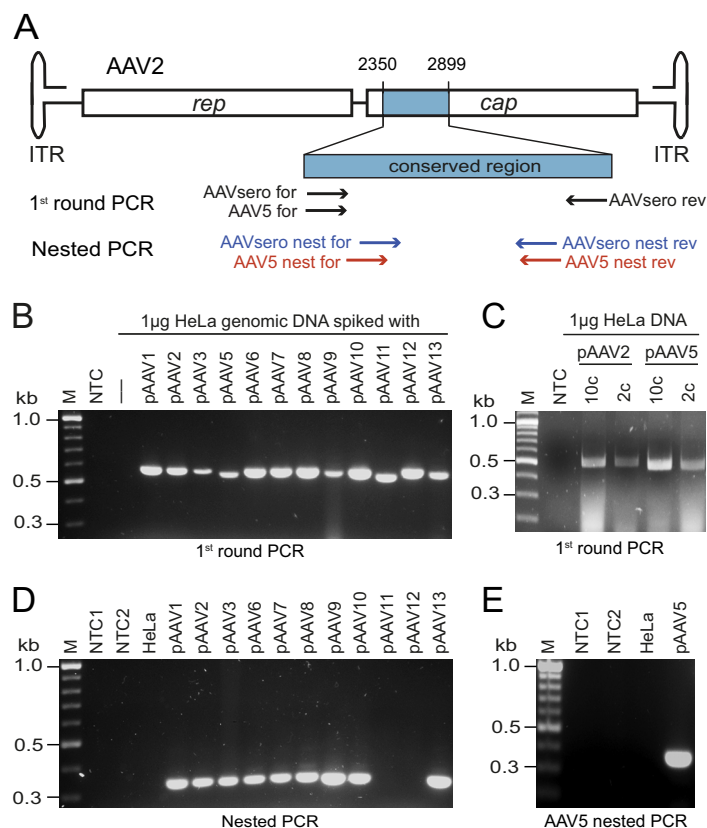 A
AAV2
2350 2899
rep
cap
ITR
ITR
conserved region
1st round PCR
AAVsero for
AAV5 for
AAVsero rev
Nested PCR
AAVsero nest for
AAV5 nest for
AAVsero nest rev
AAV5 nest rev
B
1µg HeLa genomic DNA spiked with
kb
M
NTC
—
pAAV1
pAAV2
pAAV3
pAAV5
pAAV6
pAAV7
pAAV8
pAAV9
pAAV10
pAAV11
pAAV12
pAAV13
1.0
0.5
0.3
1st round PCR
C
1µg HeLa DNA
pAAV2 pAAV5
kb
M
NTC
10c
2c
10c
2c
1.0
0.5
0.3
1st round PCR
D
kb
M
NTC1
NTC2
HeLa
pAAV1
pAAV2
pAAV3
pAAV6
pAAV7
pAAV8
pAAV9
pAAV10
pAAV11
pAAV12
pAAV13
1.0
0.5
0.3
Nested PCR
E
kb
M
NTC1
NTC2
HeLa
pAAV5
1.0
0.5
0.3
AAV5 nested PCR